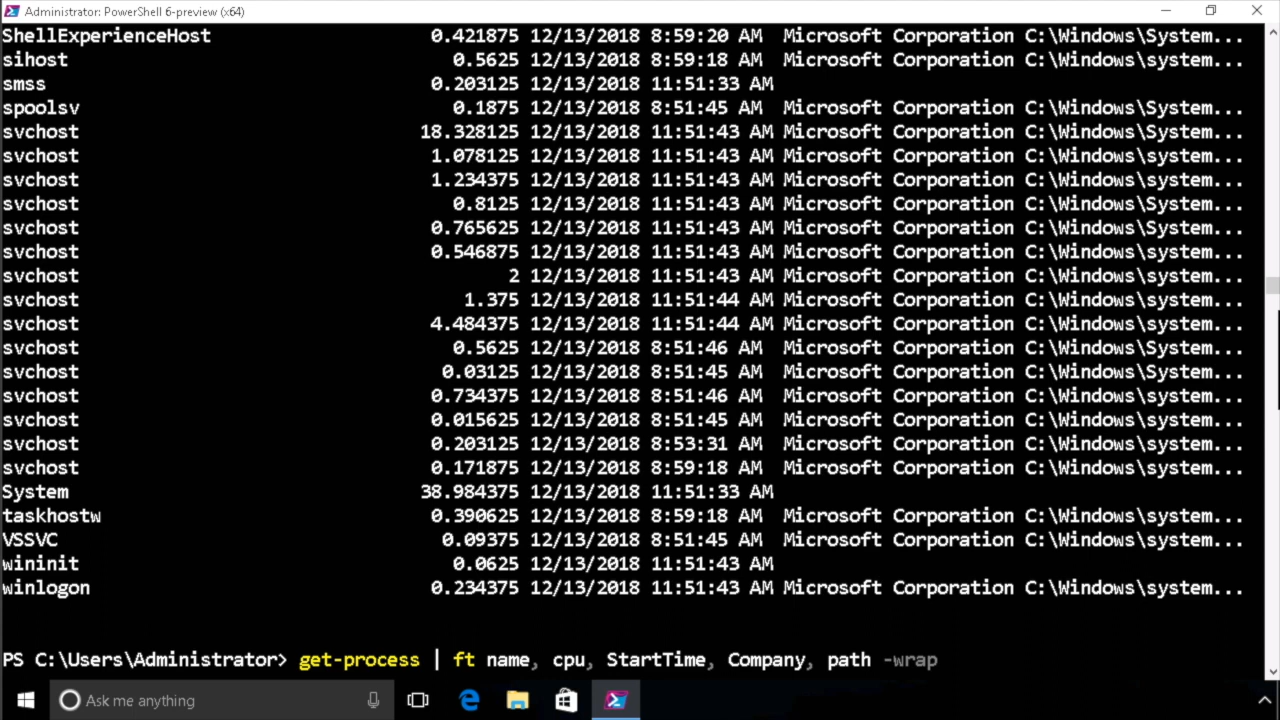 Administrator: PowerShell 6-preview (x64)
ShellExperienceHost 0.421875 12/13/2018 8:59:20 AM Microsoft Corporation C:\Windows\System...
sihost 0.5625 12/13/2018 8:59:18 AM Microsoft Corporation C:\Windows\system...
smss 0.203125 12/13/2018 11:51:33 AM
spoolsv 0.1875 12/13/2018 8:51:45 AM Microsoft Corporation C:\Windows\System...
svchost 18.328125 12/13/2018 11:51:43 AM Microsoft Corporation C:\Windows\system...
svchost 1.078125 12/13/2018 11:51:43 AM Microsoft Corporation C:\Windows\system...
svchost 1.234375 12/13/2018 11:51:43 AM Microsoft Corporation C:\Windows\System...
svchost 0.8125 12/13/2018 11:51:43 AM Microsoft Corporation C:\Windows\system...
svchost 0.765625 12/13/2018 11:51:43 AM Microsoft Corporation C:\Windows\system...
svchost 0.546875 12/13/2018 11:51:43 AM Microsoft Corporation C:\Windows\system...
svchost 2 12/13/2018 11:51:43 AM Microsoft Corporation C:\Windows\System...
svchost 1.375 12/13/2018 11:51:44 AM Microsoft Corporation C:\Windows\system...
svchost 4.484375 12/13/2018 11:51:44 AM Microsoft Corporation C:\Windows\system...
svchost 0.5625 12/13/2018 8:51:46 AM Microsoft Corporation C:\Windows\System...
svchost 0.03125 12/13/2018 8:51:45 AM Microsoft Corporation C:\Windows\System...
svchost 0.734375 12/13/2018 8:51:46 AM Microsoft Corporation C:\Windows\system...
svchost 0.015625 12/13/2018 8:51:45 AM Microsoft Corporation C:\Windows\system...
svchost 0.203125 12/13/2018 8:53:31 AM Microsoft Corporation C:\Windows\system...
svchost 0.171875 12/13/2018 8:59:18 AM Microsoft Corporation C:\Windows\system...
System 38.984375 12/13/2018 11:51:33 AM
taskhostw 0.390625 12/13/2018 8:59:18 AM Microsoft Corporation C:\Windows\system...
VSSVC 0.09375 12/13/2018 8:51:45 AM Microsoft Corporation C:\Windows\system...
wininit 0.0625 12/13/2018 11:51:43 AM
winlogon 0.234375 12/13/2018 11:51:43 AM Microsoft Corporation C:\Windows\system...
PS C:\Users\Administrator> get-process | ft name, cpu, StartTime, Company, path -wrap
Ask me anything